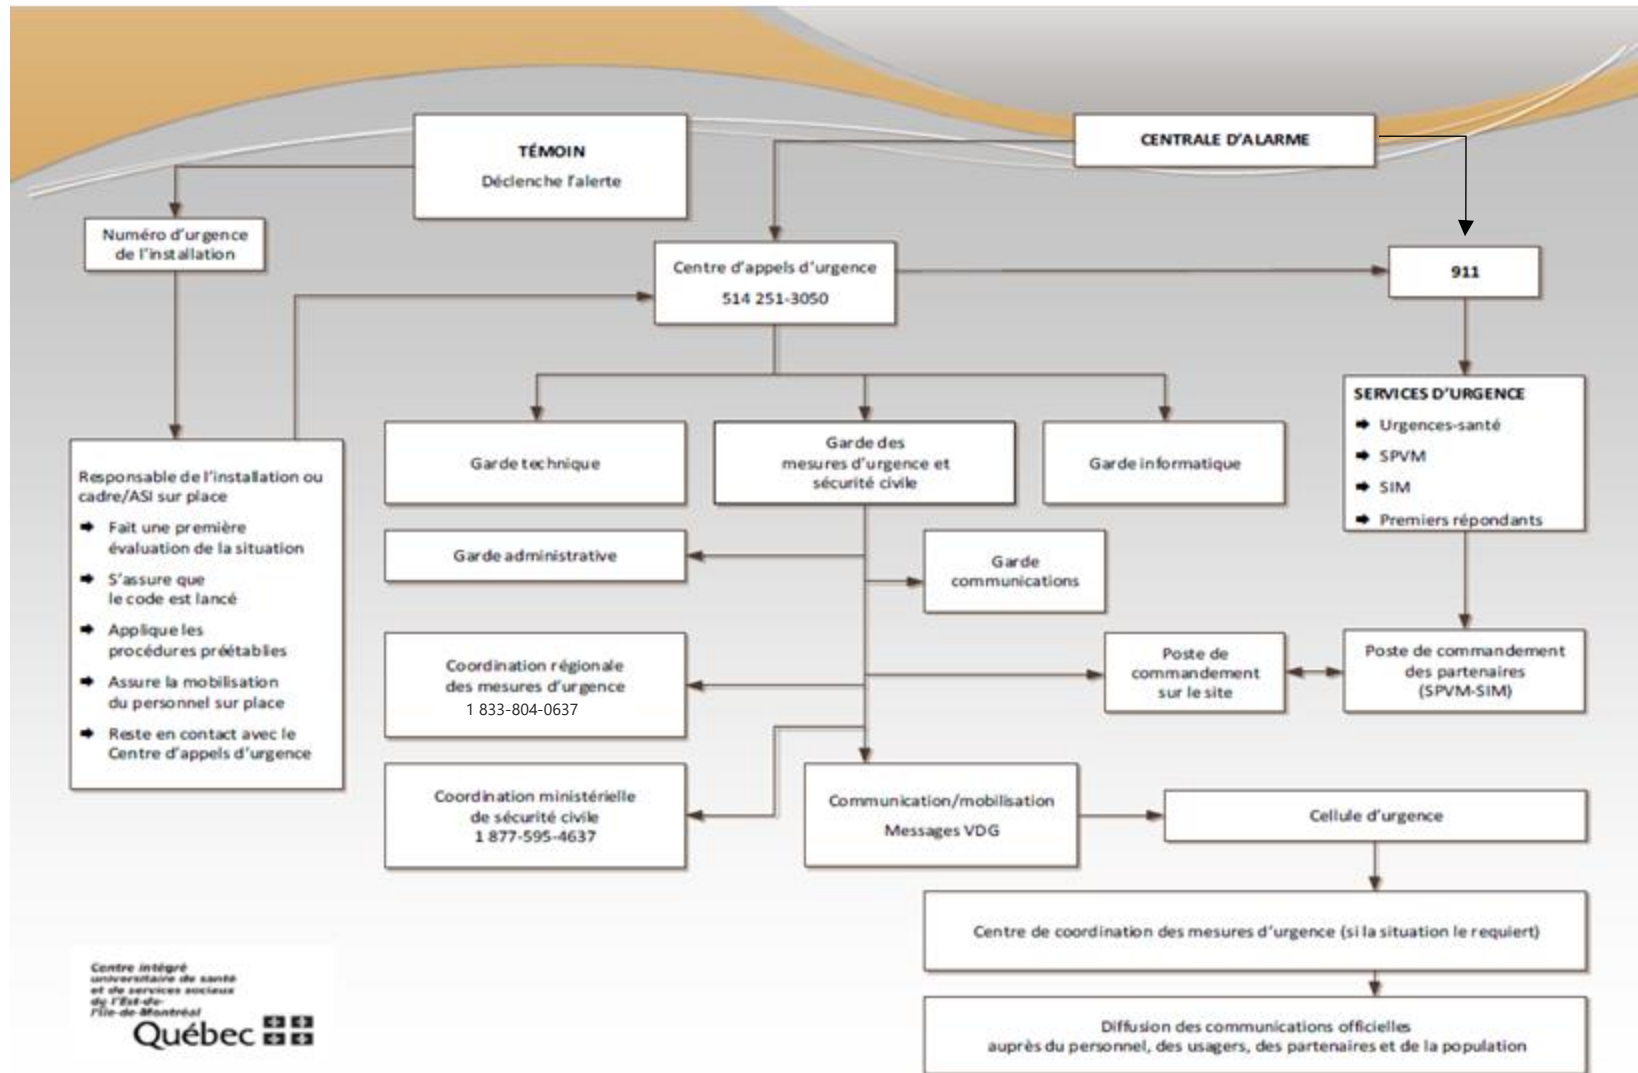 TÉMOIN
Déclenche l'alerte
CENTRALE D'ALARME
Numéro d'urgence
de l'installation
Centre d'appels d'urgence
514 251-3050
911
Responsable de l'installation ou
cadre/ASI sur place
➡ Fait une première
évaluation de la situation
➡ S'assure que
le code est lancé
➡ Applique les
procédures préétablies
➡ Assure la mobilisation
du personnel sur place
➡ Reste en contact avec le
Centre d'appels d'urgence
Garde technique
Garde des
mesures d'urgence et
sécurité civile
Garde informatique
SERVICES D'URGENCE
➡ Urgences-santé
➡ SPVM
➡ SIM
➡ Premiers répondants
Garde administrative
Garde
communications
Coordination régionale
des mesures d'urgence
1 833-804-0637
Poste de
commandement
sur le site
Poste de commandement
des partenaires
(SPVM-SIM)
Coordination ministérielle
de sécurité civile
1 877-595-4637
Communication/mobilisation
Messages VDG
Cellule d'urgence
Centre de coordination des mesures d'urgence (si la situation le requiert)
Diffusion des communications officielles
auprès du personnel, des usagers, des partenaires et de la population
Centre intégré
universitaire de santé
et de services sociaux
de l'Est-de-
l'Île-de-Montréal
Québec